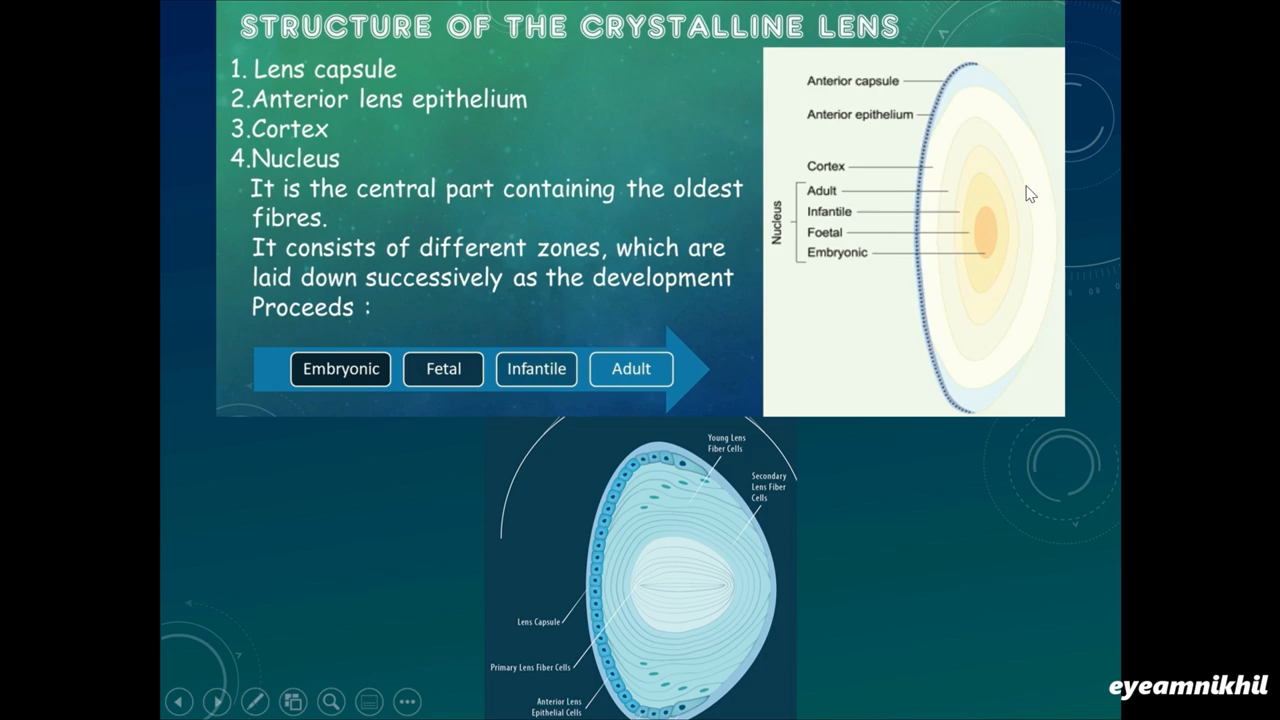 STRUCTURE OF THE CRYSTALLINE LENS
1. Lens capsule
2.Anterior lens epithelium
3.Cortex
4.Nucleus
It is the central part containing the oldest
fibres.
It consists of different zones, which are
laid down successively as the development
Proceeds :
Embryonic
Fetal
Infantile
Adult
Anterior capsule
Anterior epithelium
Cortex
Nucleus
Adult
Infantile
Foetal
Embryonic
Young Lens
Fiber Cells
Secondary
Lens Fiber
Cells
Lens Capsule
Primary Lens Fiber Cells
Anterior Lens
Epithelial Cells
eyeamnikhil